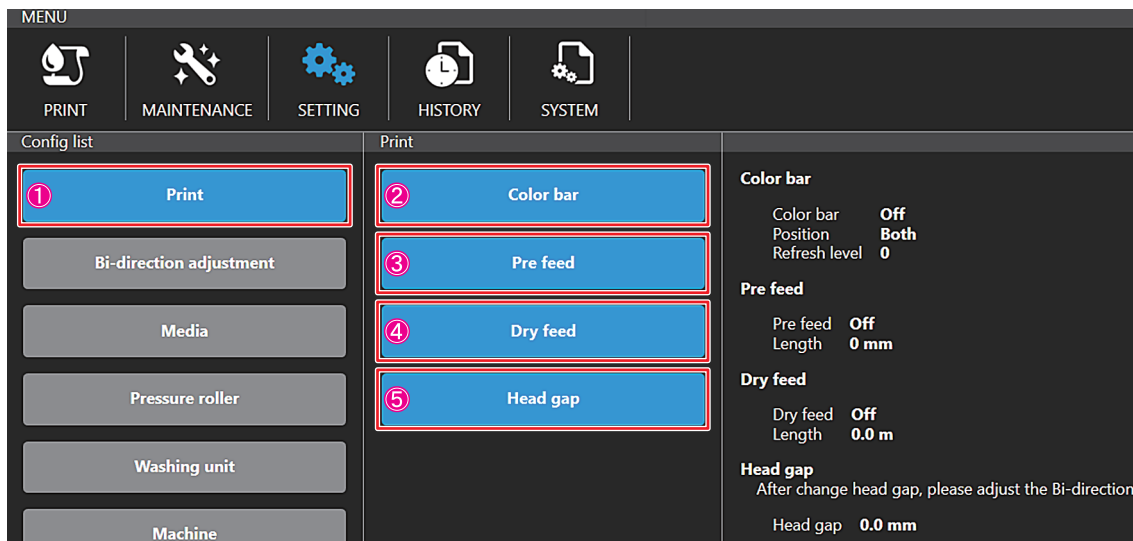 MENU
PRINT
MAINTENANCE
SETTING
HISTORY
SYSTEM
Config list
① Print
Bi-direction adjustment
Media
Pressure roller
Washing unit
Machine
Print
② Color bar
③ Pre feed
④ Dry feed
⑤ Head gap
Color bar
Color bar Off
Position Both
Refresh level 0
Pre feed
Pre feed Off
Length 0 mm
Dry feed
Dry feed Off
Length 0.0 m
Head gap
After change head gap, please adjust the Bi-direction
Head gap 0.0 mm